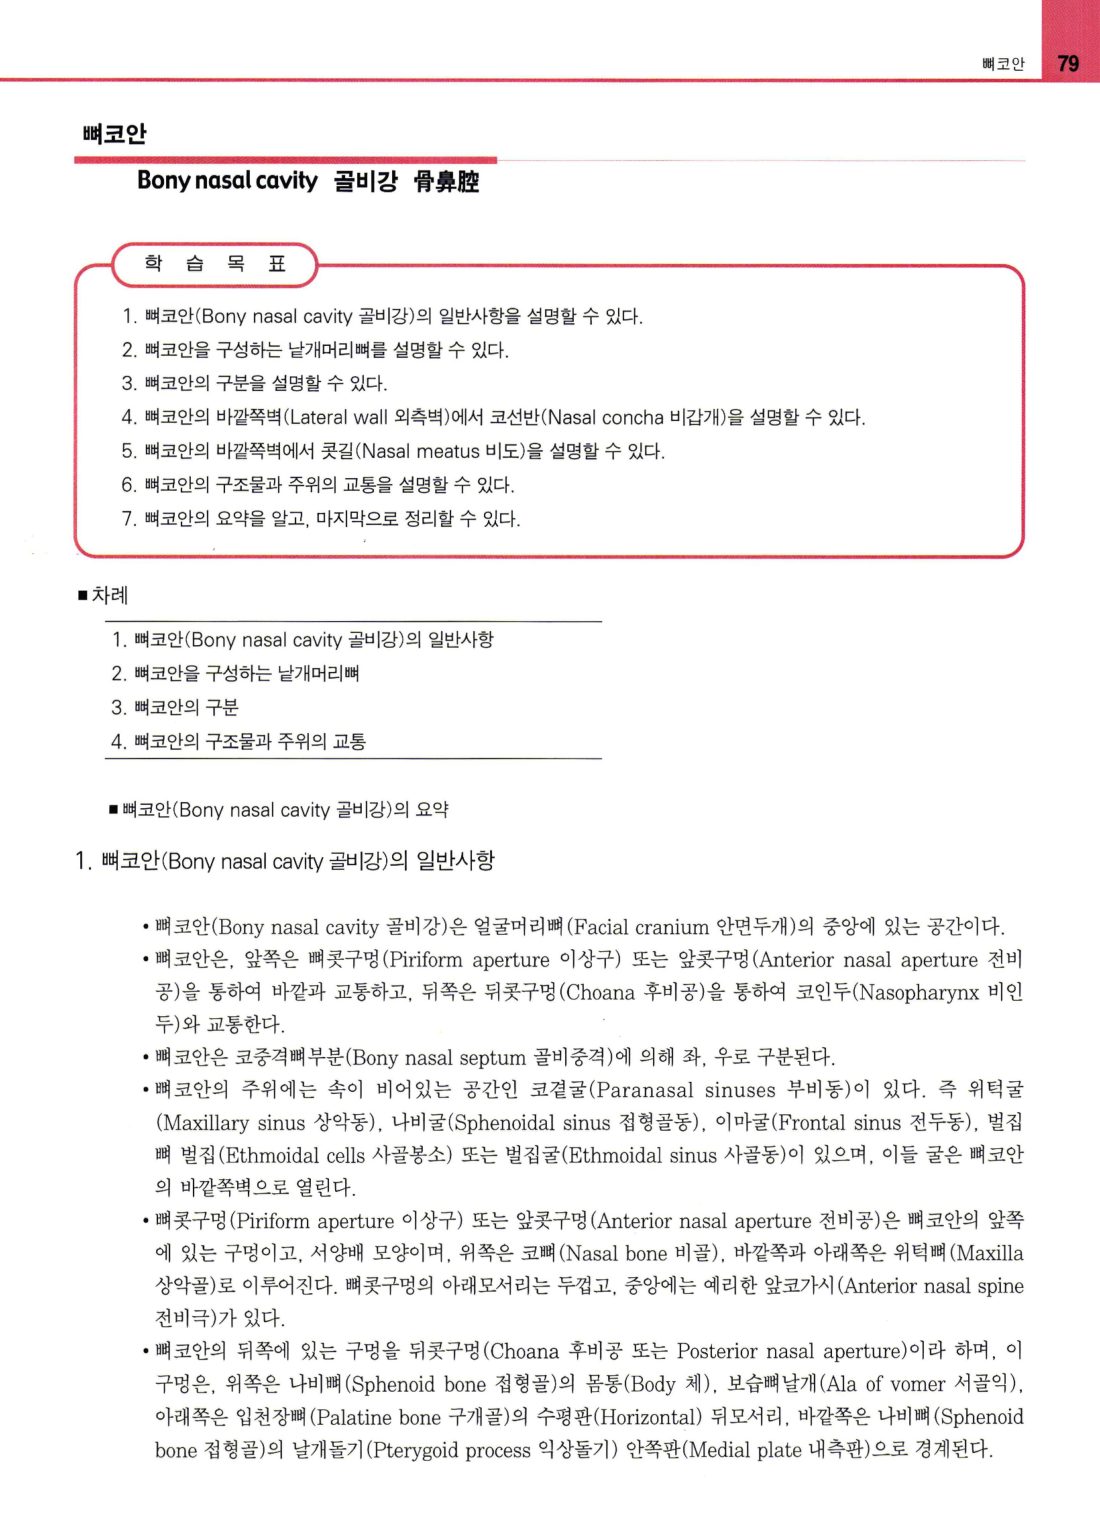 뼈코안 79
뼈코안
Bony nasal cavity 골비강 骨鼻腔
학 습 목 표
1. 뼈코안(Bony nasal cavity 골비강)의 일반사항을 설명할 수 있다.
2. 뼈코안을 구성하는 낱개머리뼈를 설명할 수 있다.
3. 뼈코안의 구분을 설명할 수 있다.
4. 뼈코안의 바깥쪽벽(Lateral wall 외측벽)에서 코선반(Nasal concha 비갑개)을 설명할 수 있다.
5. 뼈코안의 바깥쪽벽에서 콧길(Nasal meatus 비도)을 설명할 수 있다.
6. 뼈코안의 구조물과 주위의 교통을 설명할 수 있다.
7. 뼈코안의 요약을 알고, 마지막으로 정리할 수 있다.
■ 차례
1. 뼈코안(Bony nasal cavity 골비강)의 일반사항
2. 뼈코안을 구성하는 낱개머리뼈
3. 뼈코안의 구분
4. 뼈코안의 구조물과 주위의 교통
■ 뼈코안(Bony nasal cavity 골비강)의 요약
1. 뼈코안(Bony nasal cavity 골비강)의 일반사항
• 뼈코안(Bony nasal cavity 골비강)은 얼굴머리뼈(Facial cranium 안면두개)의 중앙에 있는 공간이다.
• 뼈코안은, 앞쪽은 뼈콧구멍(Piriform aperture 이상구) 또는 앞콧구멍(Anterior nasal aperture 전비
공)을 통하여 바깥과 교통하고, 뒤쪽은 뒤콧구멍(Choana 후비공)을 통하여 코인두(Nasopharynx 비인
두)와 교통한다.
• 뼈코안은 코중격뼈부분(Bony nasal septum 골비중격)에 의해 좌, 우로 구분된다.
• 뼈코안의 주위에는 속이 비어있는 공간인 코곁굴(Paranasal sinuses 부비동)이 있다. 즉 위턱굴
(Maxillary sinus 상악동), 나비굴(Sphenoidal sinus 접형골동), 이마굴(Frontal sinus 전두동), 벌집
뼈 벌집(Ethmoidal cells 사골봉소) 또는 벌집굴(Ethmoidal sinus 사골동)이 있으며, 이들 굴은 뼈코안
의 바깥쪽벽으로 열린다.
• 뼈콧구멍(Piriform aperture 이상구) 또는 앞콧구멍(Anterior nasal aperture 전비공)은 뼈코안의 앞쪽
에 있는 구멍이고, 서양배 모양이며, 위쪽은 코뼈(Nasal bone 비골), 바깥쪽과 아래쪽은 위턱뼈(Maxilla
상악골)로 이루어진다. 뼈콧구멍의 아래모서리는 두껍고, 중앙에는 예리한 앞코가시(Anterior nasal spine
전비극)가 있다.
• 뼈코안의 뒤쪽에 있는 구멍을 뒤콧구멍(Choana 후비공 또는 Posterior nasal aperture)이라 하며, 이
구멍은, 위쪽은 나비뼈(Sphenoid bone 접형골)의 몸통(Body 체), 보습뼈날개(Ala of vomer 서골익),
아래쪽은 입천장뼈(Palatine bone 구개골)의 수평판(Horizontal) 뒤모서리, 바깥쪽은 나비뼈(Sphenoid
bone 접형골)의 날개돌기(Pterygoid process 익상돌기) 안쪽판(Medial plate 내측판)으로 경계된다.